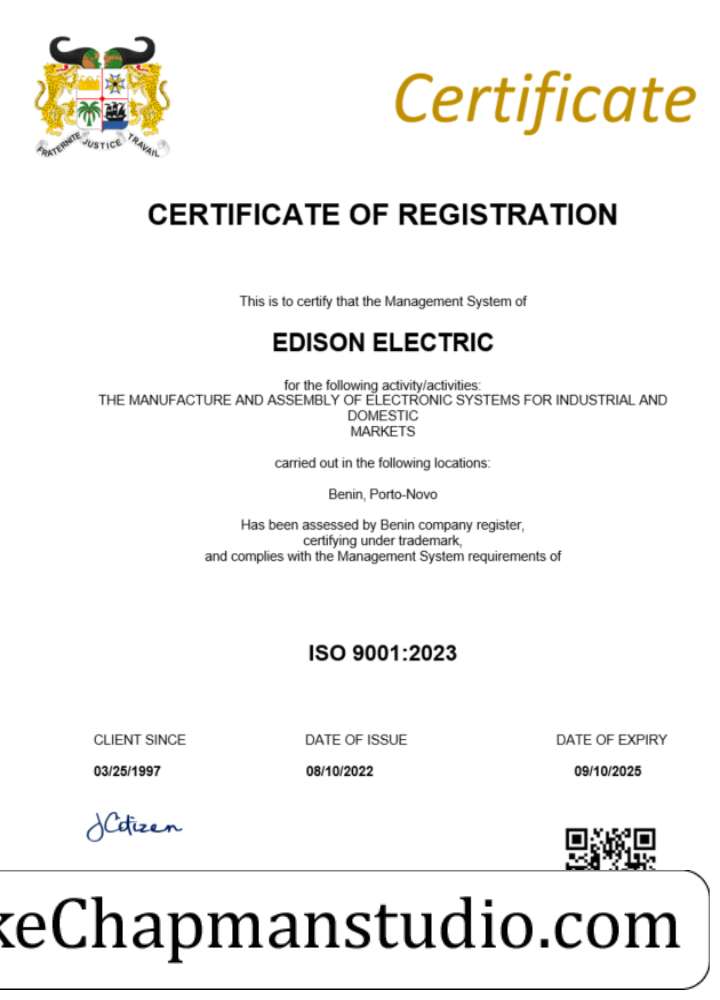 Certificate
FRATERNITE JUSTICE TRAVAIL
CERTIFICATE OF REGISTRATION
This is to certify that the Management System of
EDISON ELECTRIC
for the following activity/activities:
THE MANUFACTURE AND ASSEMBLY OF ELECTRONIC SYSTEMS FOR INDUSTRIAL AND
DOMESTIC
MARKETS
carried out in the following locations:
Benin, Porto-Novo
Has been assessed by Benin company register,
certifying under trademark,
and complies with the Management System requirements of
ISO 9001:2023
CLIENT SINCE DATE OF ISSUE DATE OF EXPIRY
03/25/1997 08/10/2022 09/10/2025
JCitizen
keChapmanstudio.com